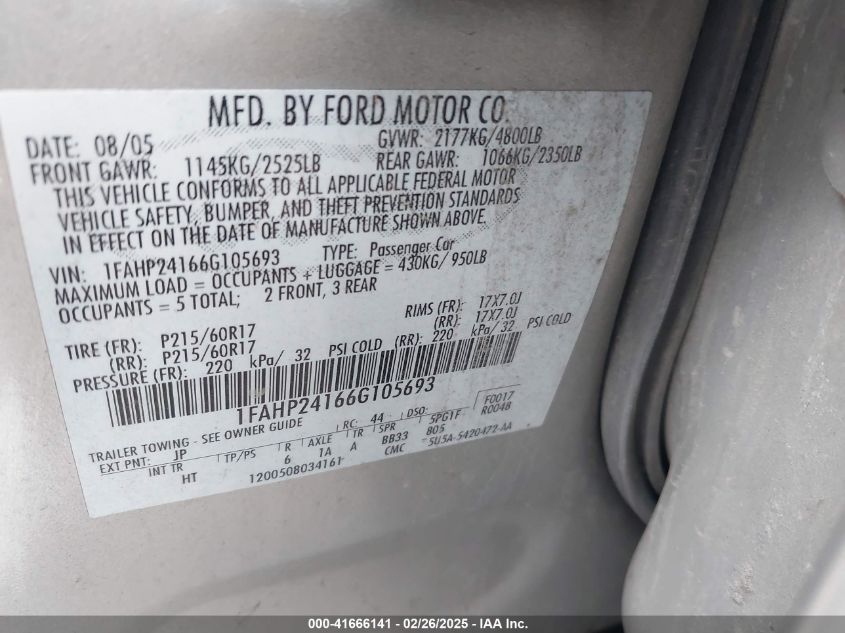 MFD. BY FORD MOTOR CO.
DATE: 08/05 GVWR: 2177KG/4800LB
FRONT GAWR: 1145KG/2525LB REAR GAWR: 1066KG/2350LB
THIS VEHICLE CONFORMS TO ALL APPLICABLE FEDERAL MOTOR
VEHICLE SAFETY, BUMPER, AND THEFT PREVENTION STANDARDS
IN EFFECT ON THE DATE OF MANUFACTURE SHOWN ABOVE.
VIN: 1FAHP24166G105693 TYPE: Passenger Car
MAXIMUM LOAD = OCCUPANTS + LUGGAGE = 430KG/ 950LB
OCCUPANTS = 5 TOTAL; 2 FRONT, 3 REAR
RIMS (FR): 17X7.0J
TIRE (FR): P215/60R17 (RR): 17X7.0J
(RR): P215/60R17
PRESSURE (FR): 220 kPa/ 32 PSI COLD (RR): 220 kPa/ 32 PSI COLD
1FAHP24166G105693
TRAILER TOWING - SEE OWNER GUIDE
F0017
R0048
EXT PNT: JP RC: 44 DSO: 5PG1F
INT TR TP/PS R AXLE TR SPR B05
HT 6 1A A BB33 5U5A-5420472-AA
CMC
1200508034161
000-41666141 / 02/26/2025 - IAA Inc.